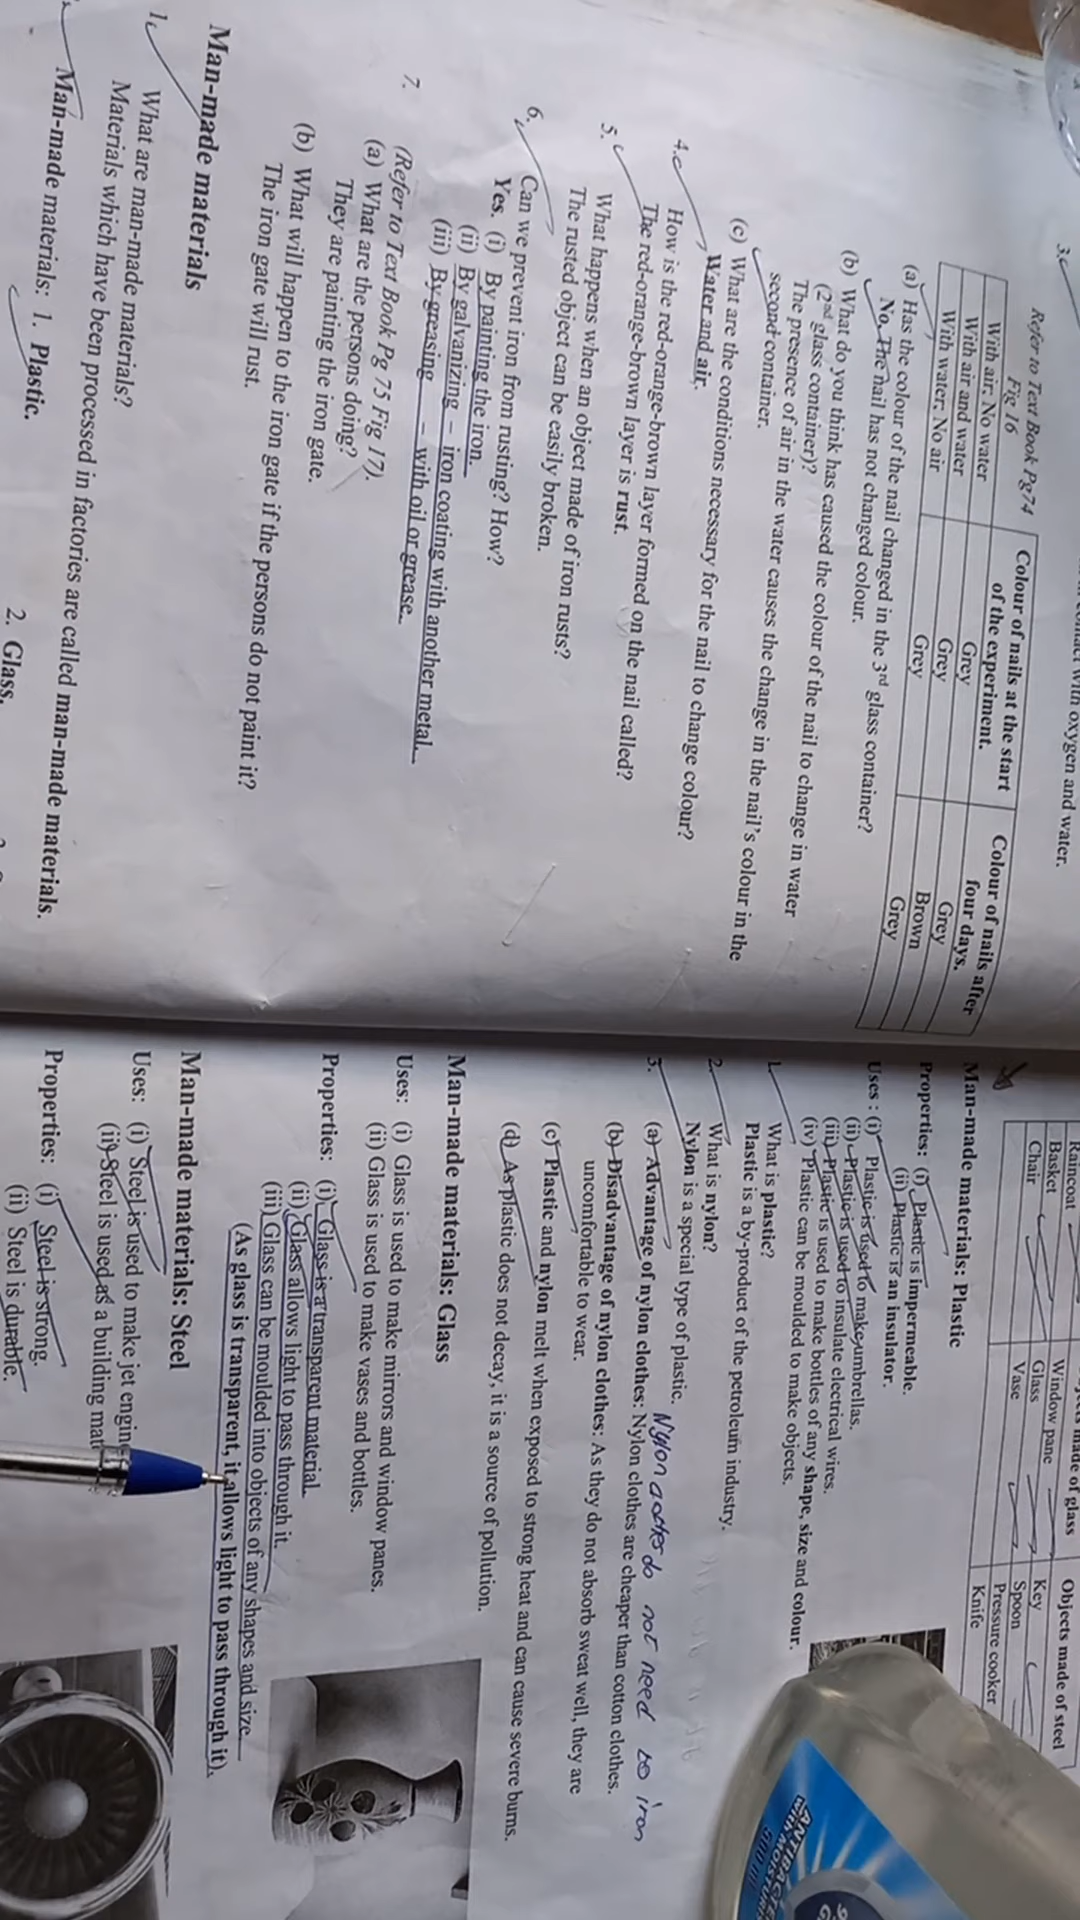 3.
oxygen and water.
Refer to Text Book Pg74
Fig 16
Colour of nails at the start of the experiment.
Colour of nails after four days.
With air, No water Grey Grey
With air and water Grey Brown
With water, No air Grey Grey
(a) Has the colour of the nail changed in the 3rd glass container?
No. The nail has not changed colour.
(b) What do you think has caused the colour of the nail to change in water
(2nd glass container)?
The presence of air in the water causes the change in the nail's colour in the
second container.
(c) What are the conditions necessary for the nail to change colour?
Water and air.
4. How is the red-orange-brown layer formed on the nail called?
The red-orange-brown layer is rust.
5. What happens when an object made of iron rusts?
The rusted object can be easily broken.
6. Can we prevent iron from rusting? How?
Yes. (i) By painting the iron.
(ii) By galvanizing – iron coating with another metal.
(iii) By greasing – with oil or grease.
7. (Refer to Text Book Pg 75 Fig 17).
(a) What are the persons doing?
They are painting the iron gate.
(b) What will happen to the iron gate if the persons do not paint it?
The iron gate will rust.
Man-made materials
1. What are man-made materials?
Materials which have been processed in factories are called man-made materials.
Man-made materials: 1. Plastic. 2. Glass.
made of glass Objects made of steel
Raincoat Window pane Key
Basket Glass Spoon
Chair Vase Pressure cooker
Knife
Man-made materials: Plastic
Properties: (i) Plastic is impermeable.
(ii) Plastic is an insulator.
Uses : (i) Plastic is used to make umbrellas.
(ii) Plastic is used to insulate electrical wires.
(iii) Plastic is used to make bottles of any shape, size and colour.
(iv) Plastic can be moulded to make objects.
1. What is plastic?
Plastic is a by-product of the petroleum industry.
2. What is nylon?
Nylon is a special type of plastic.
Nylon clothes do not need to iron
3. (a) Advantage of nylon clothes: Nylon clothes are cheaper than cotton clothes.
(b) Disadvantage of nylon clothes: As they do not absorb sweat well, they are
uncomfortable to wear.
(c) Plastic and nylon melt when exposed to strong heat and can cause severe burns.
(d) As plastic does not decay, it is a source of pollution.
Man-made materials: Glass
Uses: (i) Glass is used to make mirrors and window panes.
(ii) Glass is used to make vases and bottles.
Properties: (i) Glass is a transparent material.
(ii) Glass allows light to pass through it.
(iii) Glass can be moulded into objects of any shapes and size.
(As glass is transparent, it allows light to pass through it).
Man-made materials: Steel
Uses: (i) Steel is used to make jet engin
(ii) Steel is used as a building mat
Properties: (i) Steel is strong.
(ii) Steel is durable.
ANTIBACTE
WITH MOISTU
500 ml